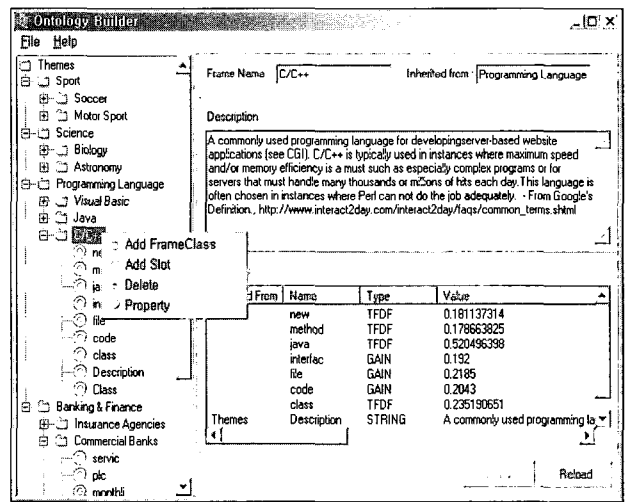 Ontology Builder
File Help
Themes
Sport
Soccer
Motor Sport
Science
Biology
Astronomy
Programming Language
Visual Basic
Java
C/C++
ne
m
ja
in
file
code
class
Description
Class
Banking & Finance
Insurance Agencies
Commercial Banks
servic
plc
monthli
Add FrameClass
Add Slot
Delete
Property
Frame Name C/C++ Inherited from : Programming Language
Description
A commonly used programming language for developingserver-based website
applications (see CGI). C/C++ is typically used in instances where maximum speed
and/or memory efficiency is a must such as especially complex programs or for
servers that must handle many thousands or millions of hits each day.This language is
often chosen in instances where Perl can not do the job adequately. - From Google's
Definition., http://www.interact2day.com/interact2day/faqs/common_terms.shtml
d From Name Type Value
new TFDF 0.181137314
method TFDF 0.178663825
java TFDF 0.520496398
interfac GAIN 0.192
file GAIN 0.2185
code GAIN 0.2043
class TFDF 0.235190651
Themes Description STRING A commonly used programming la
Reload